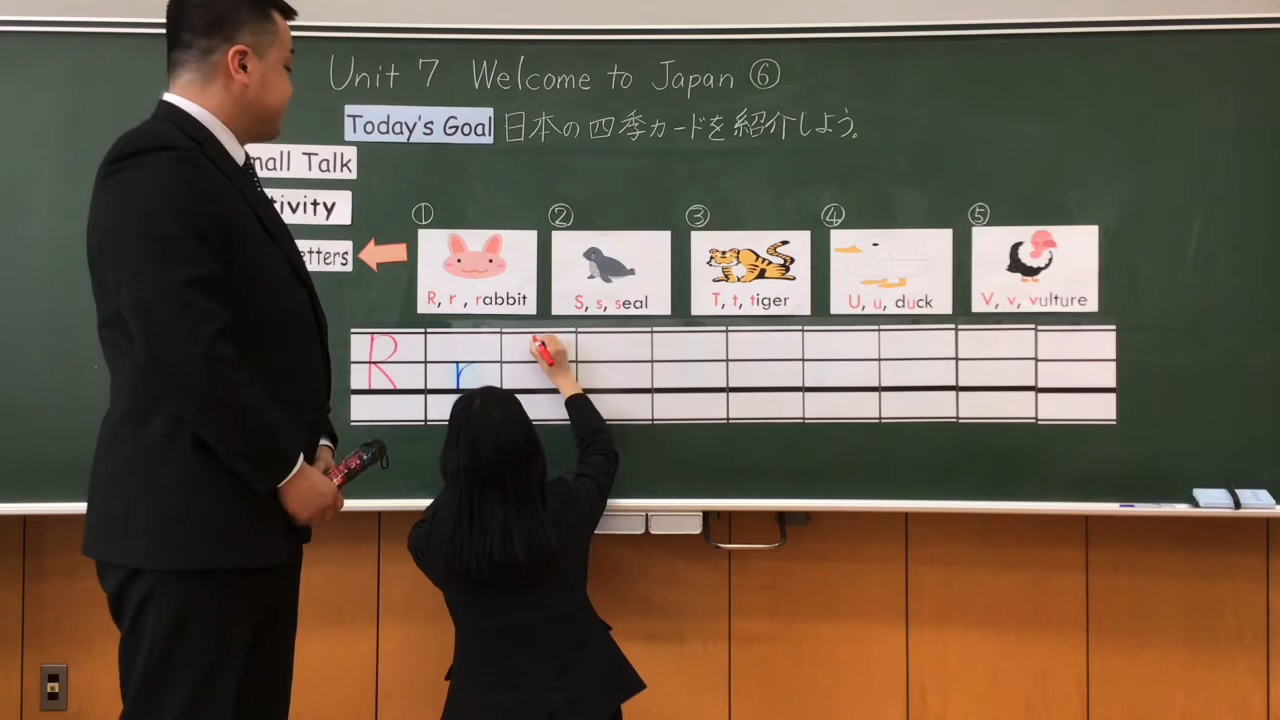 Unit 7 Welcome to Japan ⑥
Today's Goal 日本の四季カードを紹介しよう。
mall Talk
tivity
etters
① ② ③ ④ ⑤
R, r, rabbit
S, s, seal
T, t, tiger
U, u, duck
V, v, vulture
R r